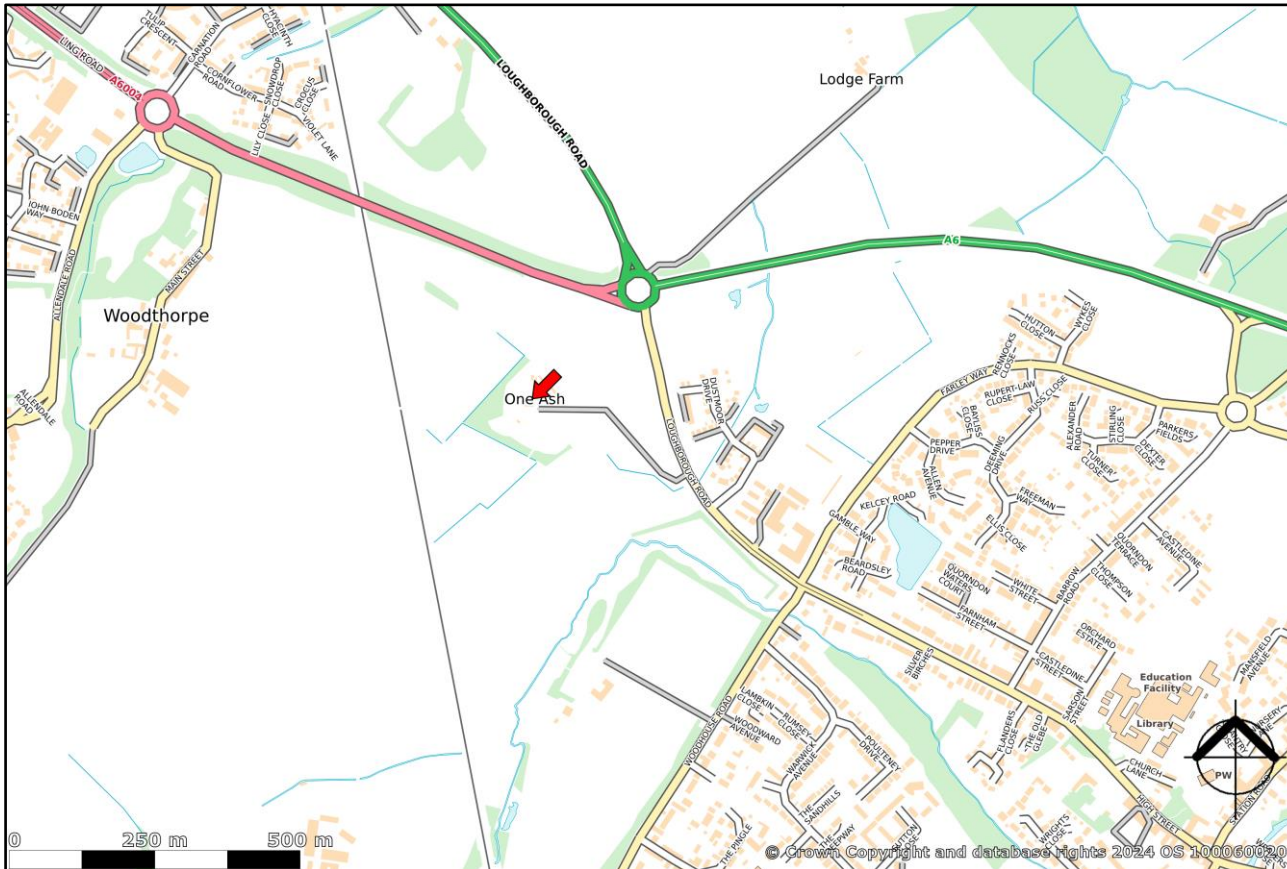 TULIP
CRESCENT
HYACINTH
CLOSE
CARNATION
ROAD
LING ROAD
A6003
CORNFLOWER
ROAD
SNOWDROP
CLOSE
CROCUS
CLOSE
LILY CLOSE
VIOLET LANE
LOUGHBOROUGH ROAD
Lodge Farm
JOHN BODEN
WAY
ALLENDALE ROAD
MAIN STREET
A6
Woodthorpe
HUTTON
CLOSE
WYKES
CLOSE
RENNOCKS
CLOSE
FARLEY WAY
RUPERT-LAW
CLOSE
RUSS CLOSE
DUSTMOOR
DRIVE
One Ash
ALLENDALE
ROAD
LOUGHBOROUGH ROAD
BAYLISS
CLOSE
PEPPER
DRIVE
DEEMING
DRIVE
ALEXANDER
ROAD
STIRLING
CLOSE
PARKERS
FIELDS
DEXTER
CLOSE
TURNER
CLOSE
ALLEN
AVENUE
FREEMAN
WAY
KELCEY ROAD
GAMBLE WAY
ELLIS CLOSE
BEARDSLEY
ROAD
QUORNDON
WATERS
COURT
WHITE
STREET
FARNHAM
STREET
QUORNDON
TERRACE
CASTLEDINE
AVENUE
THOMPSON
CLOSE
BARROW
ROAD
ORCHARD
ESTATE
SILVER
BIRCHES
CASTLEDINE
STREET
SARSON
STREET
MANSFIELD
AVENUE
Education
Facility
Library
LAMBKIN
CLOSE
RUMSEY
CLOSE
WOODWARD
AVENUE
WOODHOUSE ROAD
WARWICK
AVENUE
POULTENEY
DRIVE
FLANDERS
CLOSE
THE OLD
GLEBE
CHURCH
LANE
PW
STATION ROAD
HIGH STREET
THE
SANDHILLS
THE PINGLE
WRIGHTS
CLOSE
0 250 m 500 m
© Crown Copyright and database rights 2024 OS 100060020